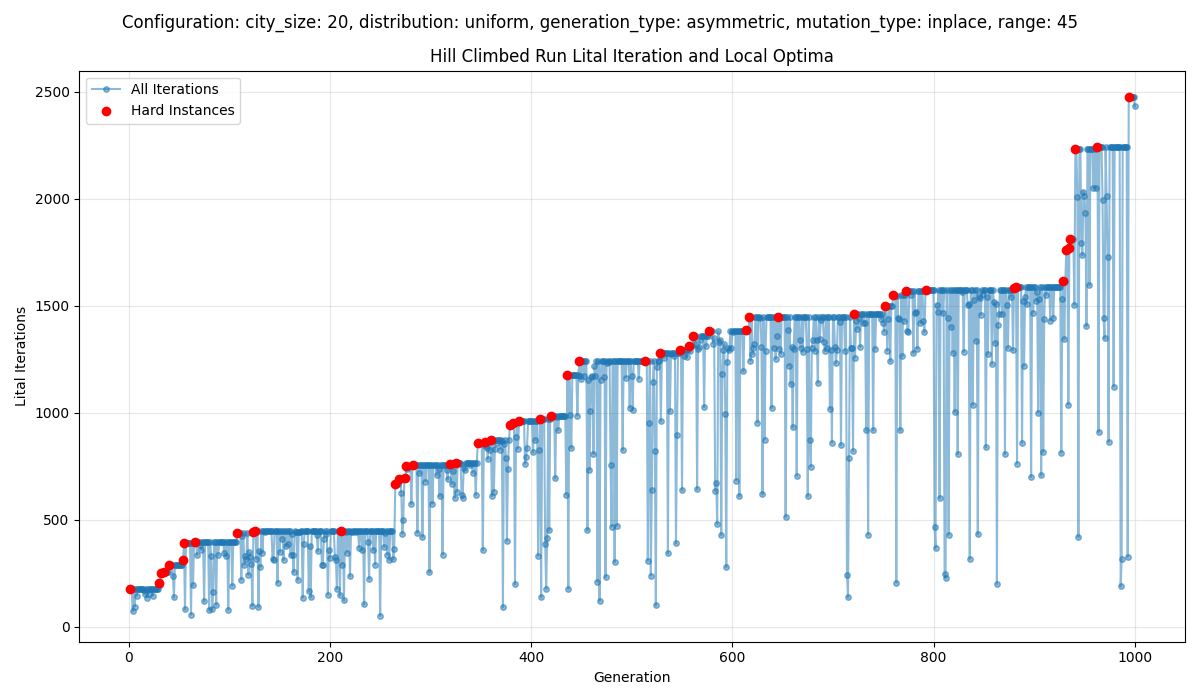 Configuration: city_size: 20, distribution: uniform, generation_type: asymmetric, mutation_type: inplace, range: 45
Hill Climbed Run Lital Iteration and Local Optima
All Iterations
Hard Instances
Lital Iterations
2500
2000
1500
1000
500
0
0 200 400 600 800 1000
Generation